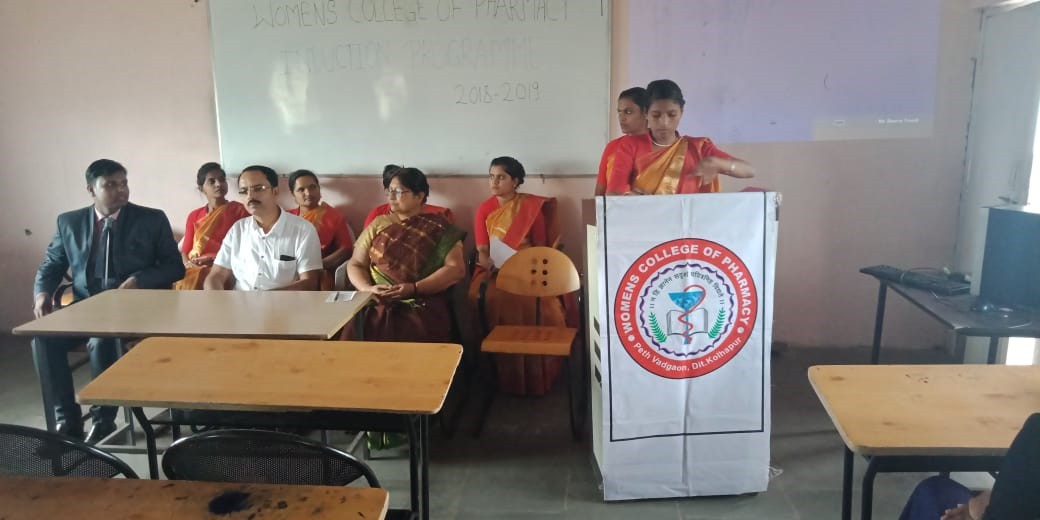 WOMENS COLLEGE OF PHARMACY
INDUCTION PROGRAMME
2018-2019
WOMENS COLLEGE OF PHARMACY
Peth Vadgaon, Dit.Kolhapur